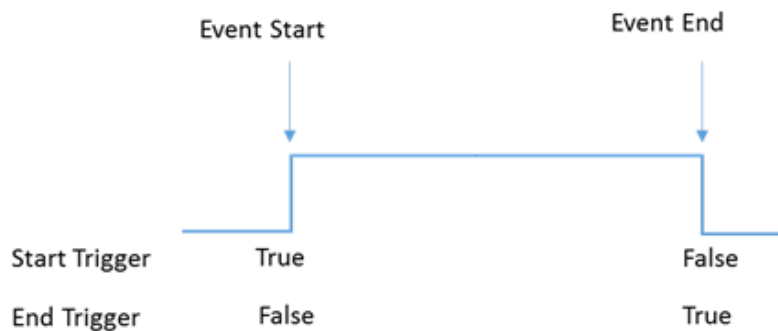 Event Start
Event End
Start Trigger True False
End Trigger False True